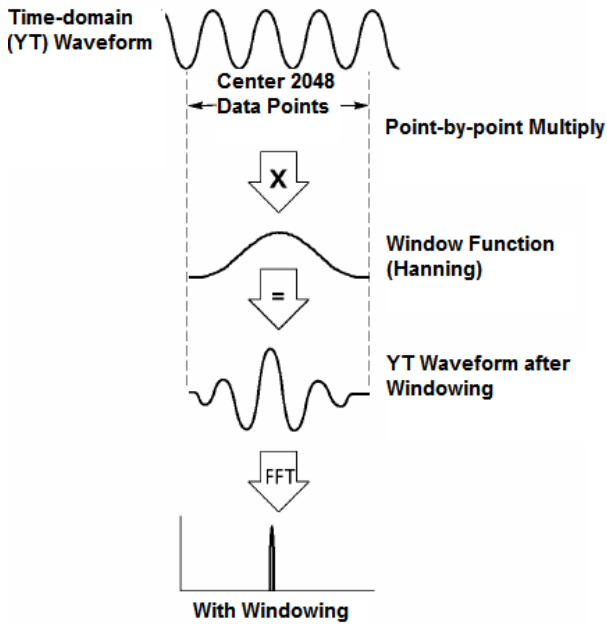 Time-domain
(YT) Waveform
Center 2048
Data Points
Point-by-point Multiply
X
Window Function
(Hanning)
=
YT Waveform after
Windowing
FFT
With Windowing